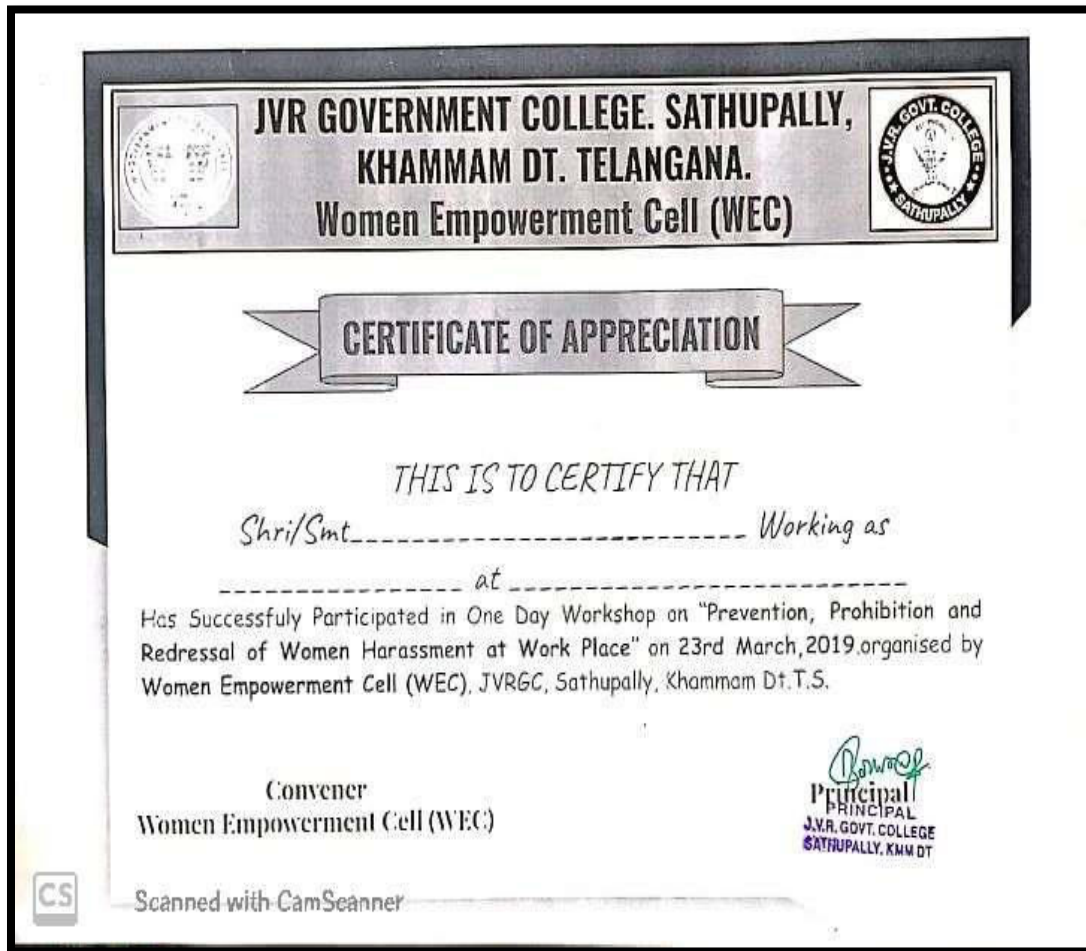 JVR GOVERNMENT COLLEGE. SATHUPALLY,
KHAMMAM DT. TELANGANA.
Women Empowerment Cell (WEC)
J.V.R. GOVT. COLLEGE
SATHUPALLY
CERTIFICATE OF APPRECIATION
THIS IS TO CERTIFY THAT
Shri/Smt__________________________ Working as
________________ at __________________________
Has Successfuly Participated in One Day Workshop on "Prevention, Prohibition and
Redressal of Women Harassment at Work Place" on 23rd March,2019.organised by
Women Empowerment Cell (WEC), JVRGC, Sathupally, Khammam Dt.T.S.
Convener
Women Empowerment Cell (WEC)
Principal
PRINCIPAL
J.V.R. GOVT. COLLEGE
SATHUPALLY, KMM DT
CS
Scanned with CamScanner